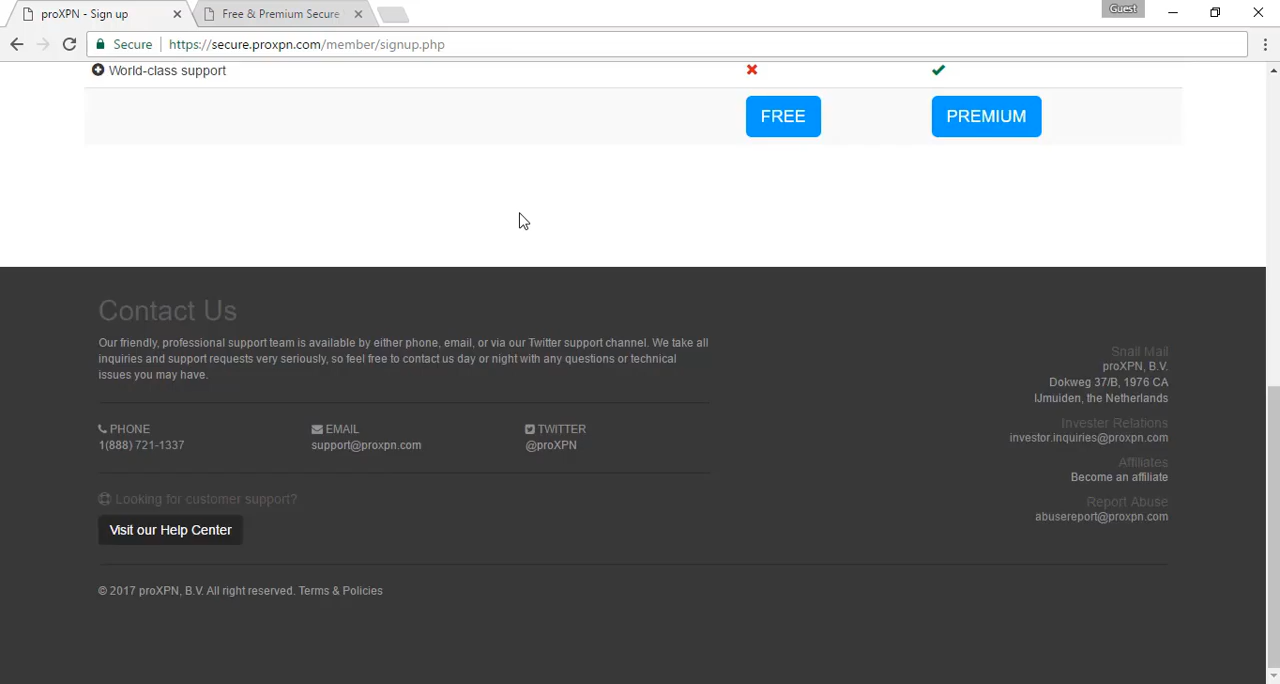 proXPN - Sign up
Free & Premium Secure
Guest
Secure
https://secure.proxpn.com/member/signup.php
World-class support
FREE
PREMIUM
Contact Us
Our friendly, professional support team is available by either phone, email, or via our Twitter support channel. We take all
inquiries and support requests very seriously, so feel free to contact us day or night with any questions or technical
issues you may have.
PHONE
1(888) 721-1337
EMAIL
support@proxpn.com
TWITTER
@proXPN
Looking for customer support?
Visit our Help Center
Snail Mail
proXPN, B.V.
Dokweg 37/B, 1976 CA
IJmuiden, the Netherlands
Invester Relations
investor.inquiries@proxpn.com
Affiliates
Become an affiliate
Report Abuse
abusereport@proxpn.com
© 2017 proXPN, B.V. All right reserved. Terms & Policies